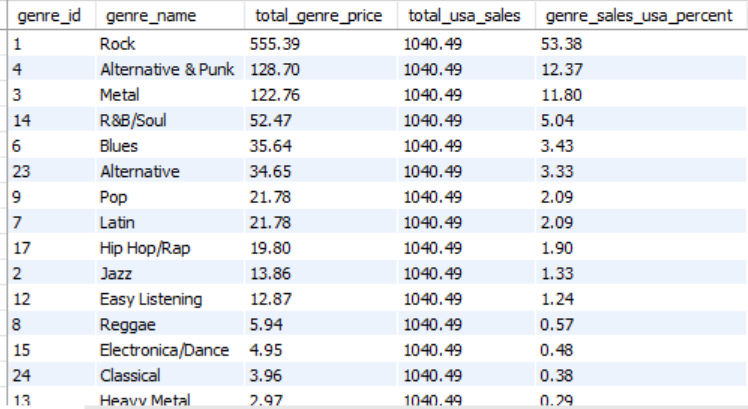 genre_id genre_name total_genre_price total_usa_sales genre_sales_usa_percent
1 Rock 555.39 1040.49 53.38
4 Alternative & Punk 128.70 1040.49 12.37
3 Metal 122.76 1040.49 11.80
14 R&B/Soul 52.47 1040.49 5.04
6 Blues 35.64 1040.49 3.43
23 Alternative 34.65 1040.49 3.33
9 Pop 21.78 1040.49 2.09
7 Latin 21.78 1040.49 2.09
17 Hip Hop/Rap 19.80 1040.49 1.90
2 Jazz 13.86 1040.49 1.33
12 Easy Listening 12.87 1040.49 1.24
8 Reggae 5.94 1040.49 0.57
15 Electronica/Dance 4.95 1040.49 0.48
24 Classical 3.96 1040.49 0.38
13 Heavy Metal 2.97 1040.49 0.29